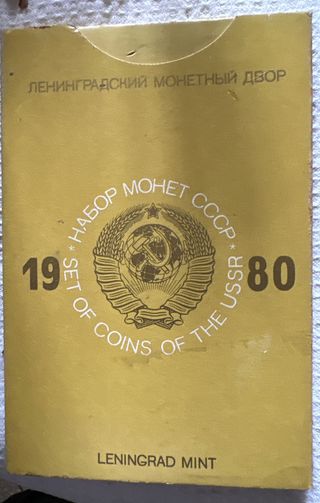 ЛЕНИНГРАДСКИЙ МОНЕТНЫЙ ДВОР
* НАБОР МОНЕТ СССР *
19 80
SET OF COINS OF THE USSR
LENINGRAD MINT